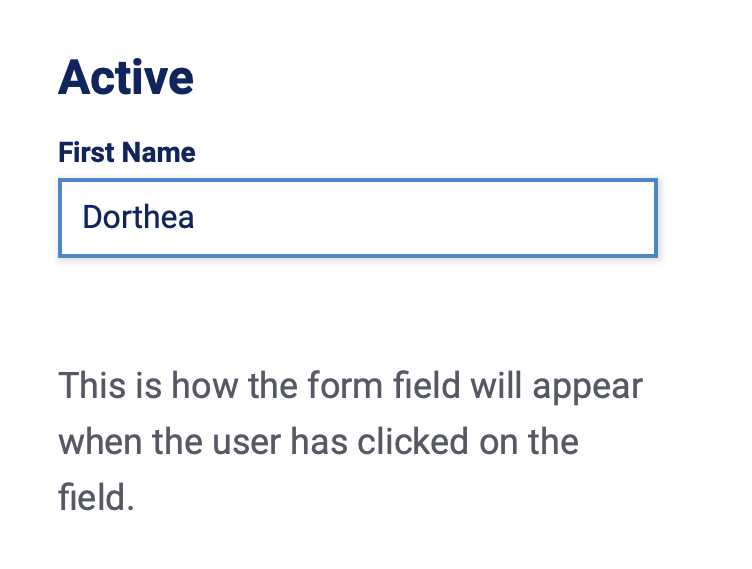 Active
First Name
Dorthea
This is how the form field will appear
when the user has clicked on the
field.